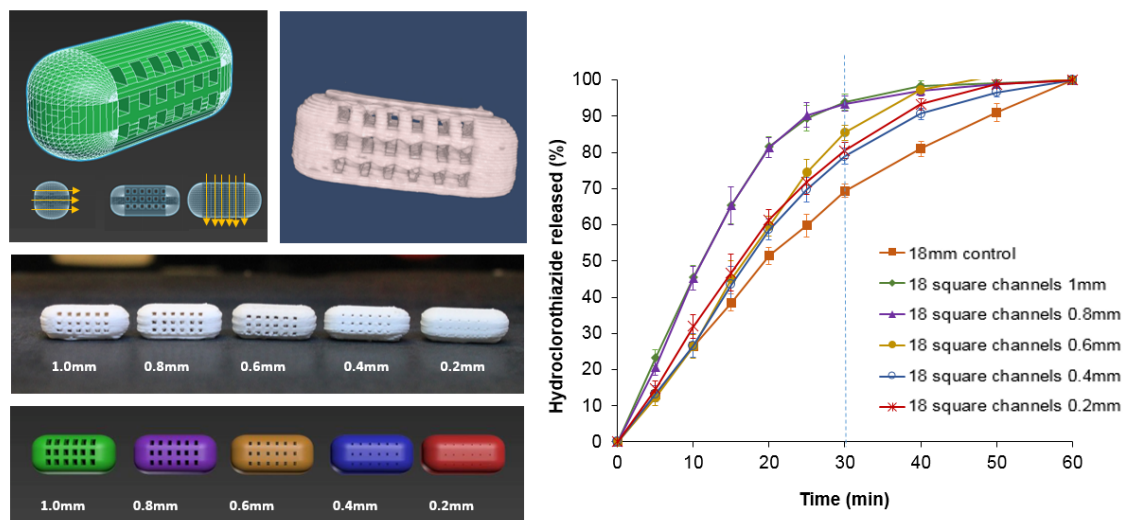 1.0mm
0.8mm
0.6mm
0.4mm
0.2mm
1.0mm
0.8mm
0.6mm
0.4mm
0.2mm
Hydroclorothiazide released (%)
100
90
80
70
60
50
40
30
20
10
0
0
10
20
30
40
50
60
Time (min)
18mm control
18 square channels 1mm
18 square channels 0.8mm
18 square channels 0.6mm
18 square channels 0.4mm
18 square channels 0.2mm